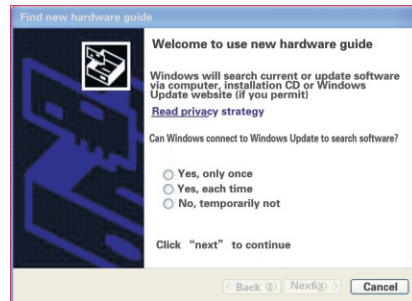 Find new hardware guide
Welcome to use new hardware guide
Windows will search current or update software
via computer, installation CD or Windows
Update website (if you permit)
Read privacy strategy
Can Windows connect to Windows Update to search software?
Yes, only once
Yes, each time
No, temporarily not
Click “next” to continue
< Back
Next
>
Cancel